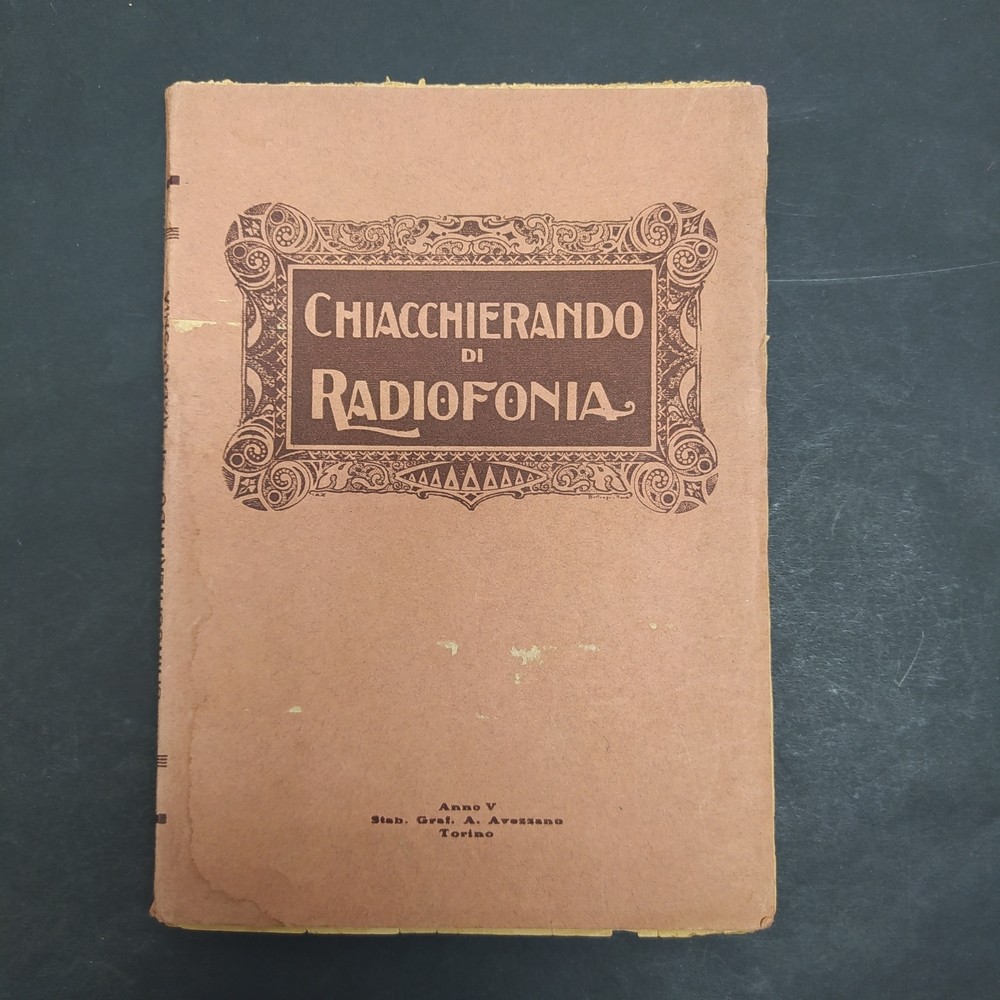 CHIACCHIERANDO
DI
RADIOFONIA
Anno V
Stab. Graf. A. Avezzano
Torino